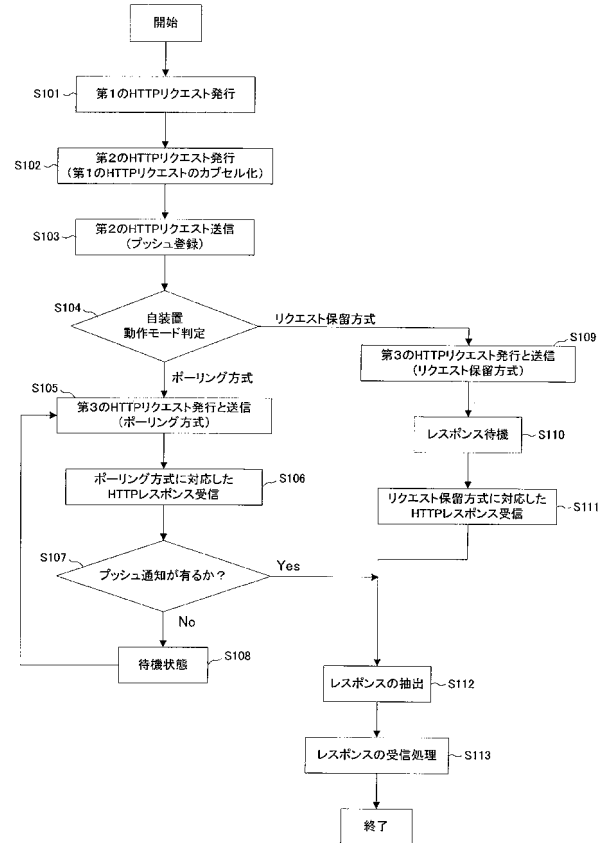 開始
S101
第1のHTTPリクエスト発行
S102
第2のHTTPリクエスト発行
(第1のHTTPリクエストのカプセル化)
S103
第2のHTTPリクエスト送信
(プッシュ登録)
S104
自装置
動作モード判定
リクエスト保留方式
ポーリング方式
S105
第3のHTTPリクエスト発行と送信
(ポーリング方式)
S106
ポーリング方式に対応した
HTTPレスポンス受信
S107
プッシュ通知が有るか?
Yes
No
S108
待機状態
S109
第3のHTTPリクエスト発行と送信
(リクエスト保留方式)
S110
レスポンス待機
S111
リクエスト保留方式に対応した
HTTPレスポンス受信
S112
レスポンスの抽出
S113
レスポンスの受信処理
終了